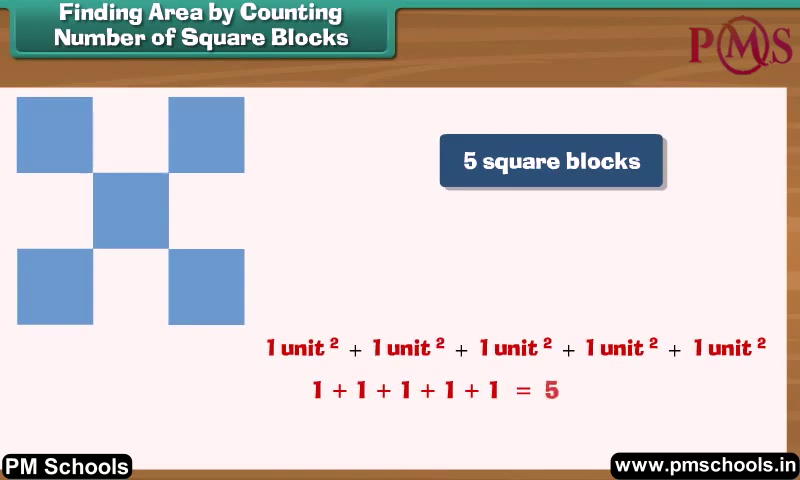 Finding Area by Counting
Number of Square Blocks
PMS
5 square blocks
1 unit ² + 1 unit ² + 1 unit ² + 1 unit ² + 1 unit ²
1 + 1 + 1 + 1 + 1 = 5
PM Schools
www.pmschools.in